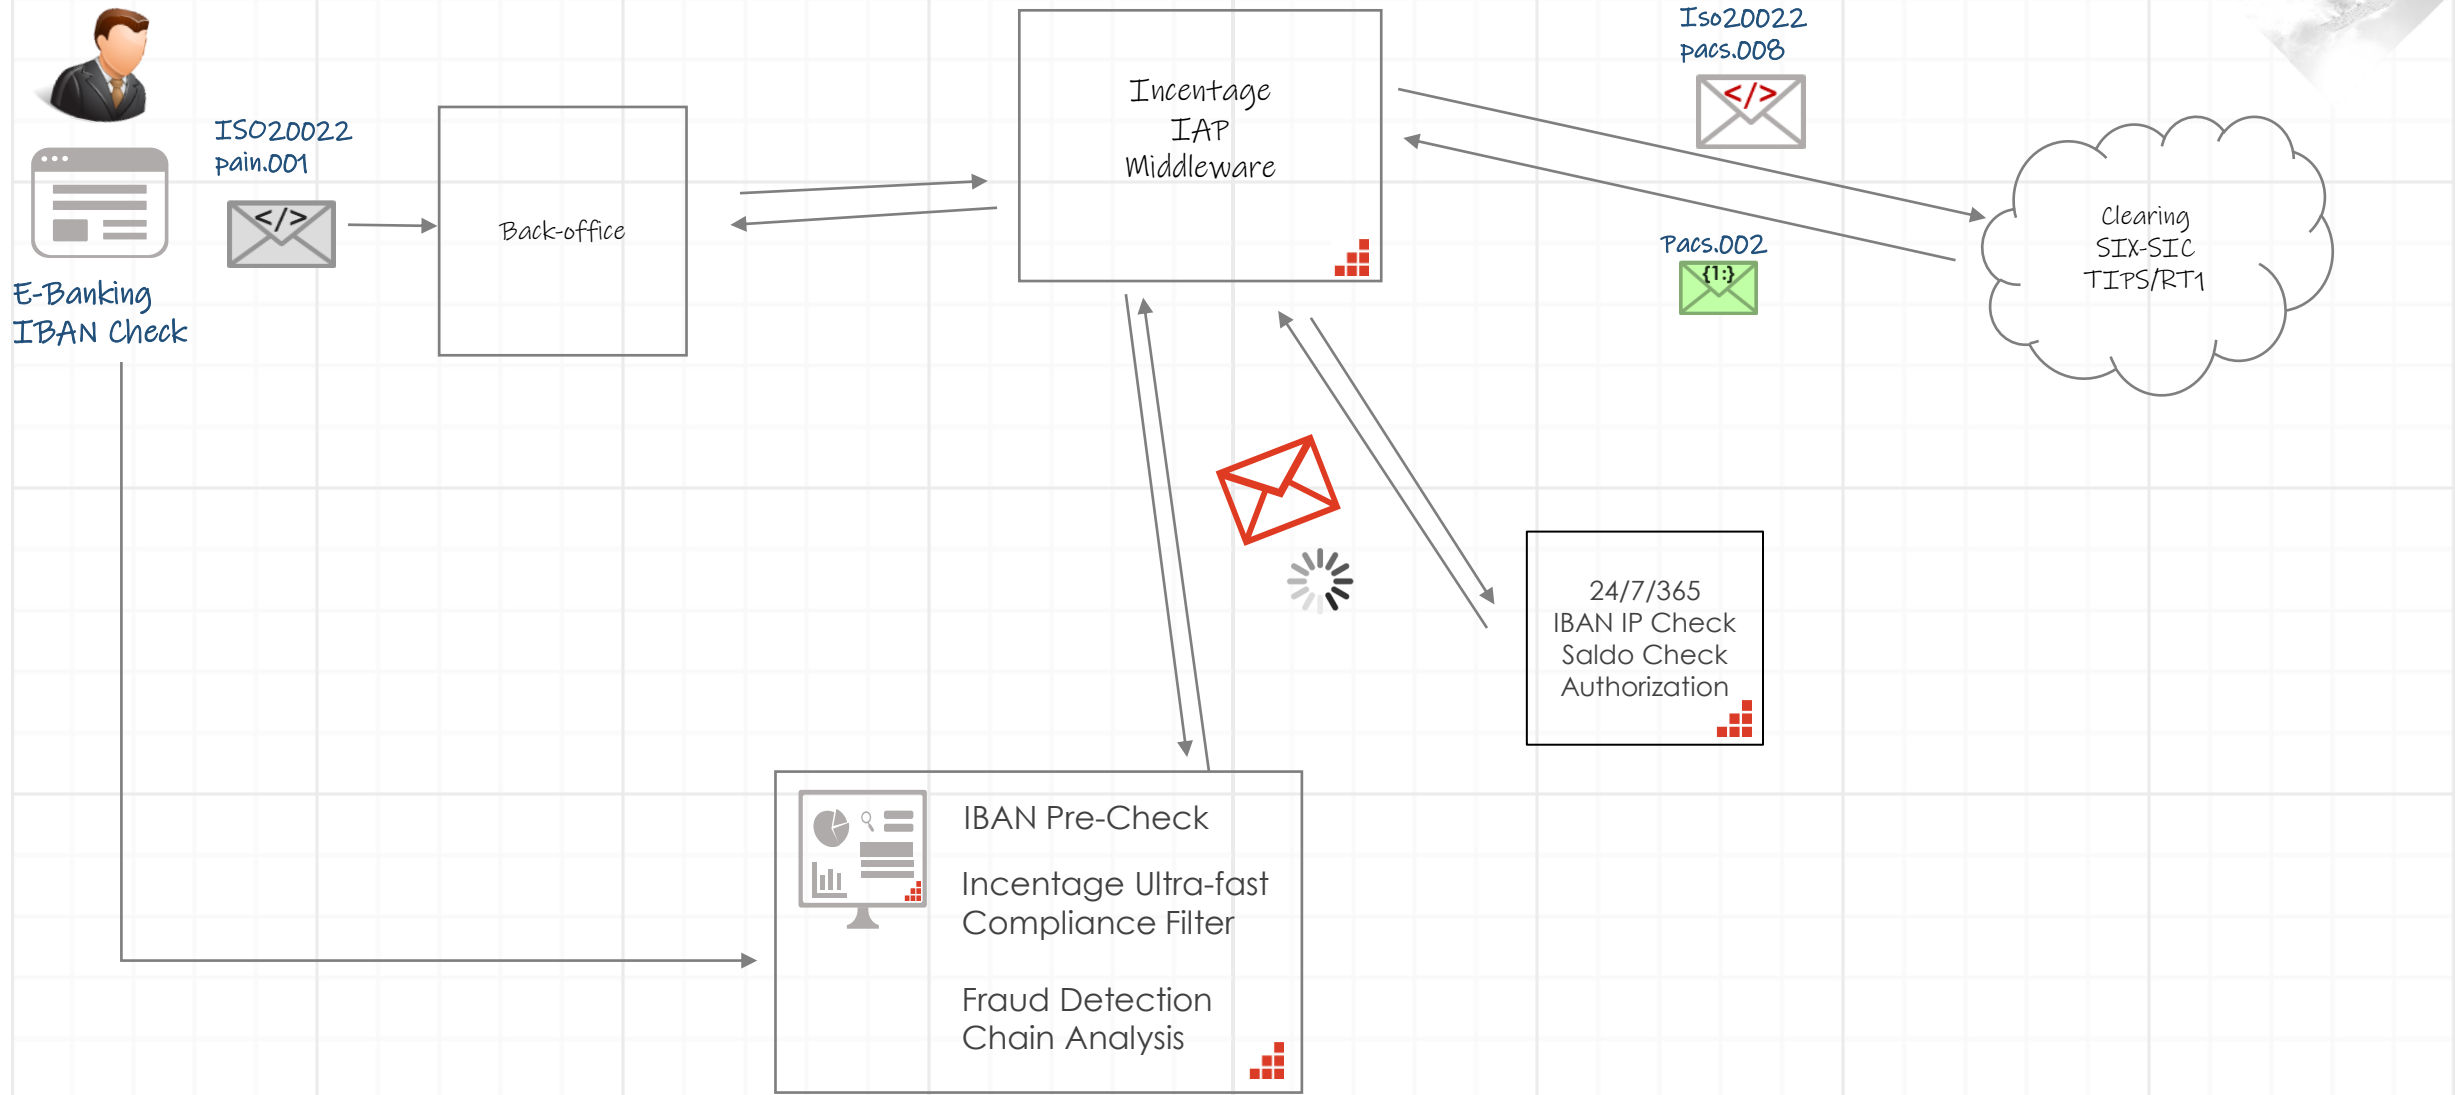 Iso20022
pacs.008
</>
Incentage
IAP
Middleware
ISO20022
pain.001
</>
Back-office
E-Banking
IBAN Check
Pacs.002
{1:}
Clearing
SIX-SIC
TIPS/RT1
24/7/365
IBAN IP Check
Saldo Check
Authorization
IBAN Pre-Check
Incentage Ultra-fast
Compliance Filter
Fraud Detection
Chain Analysis